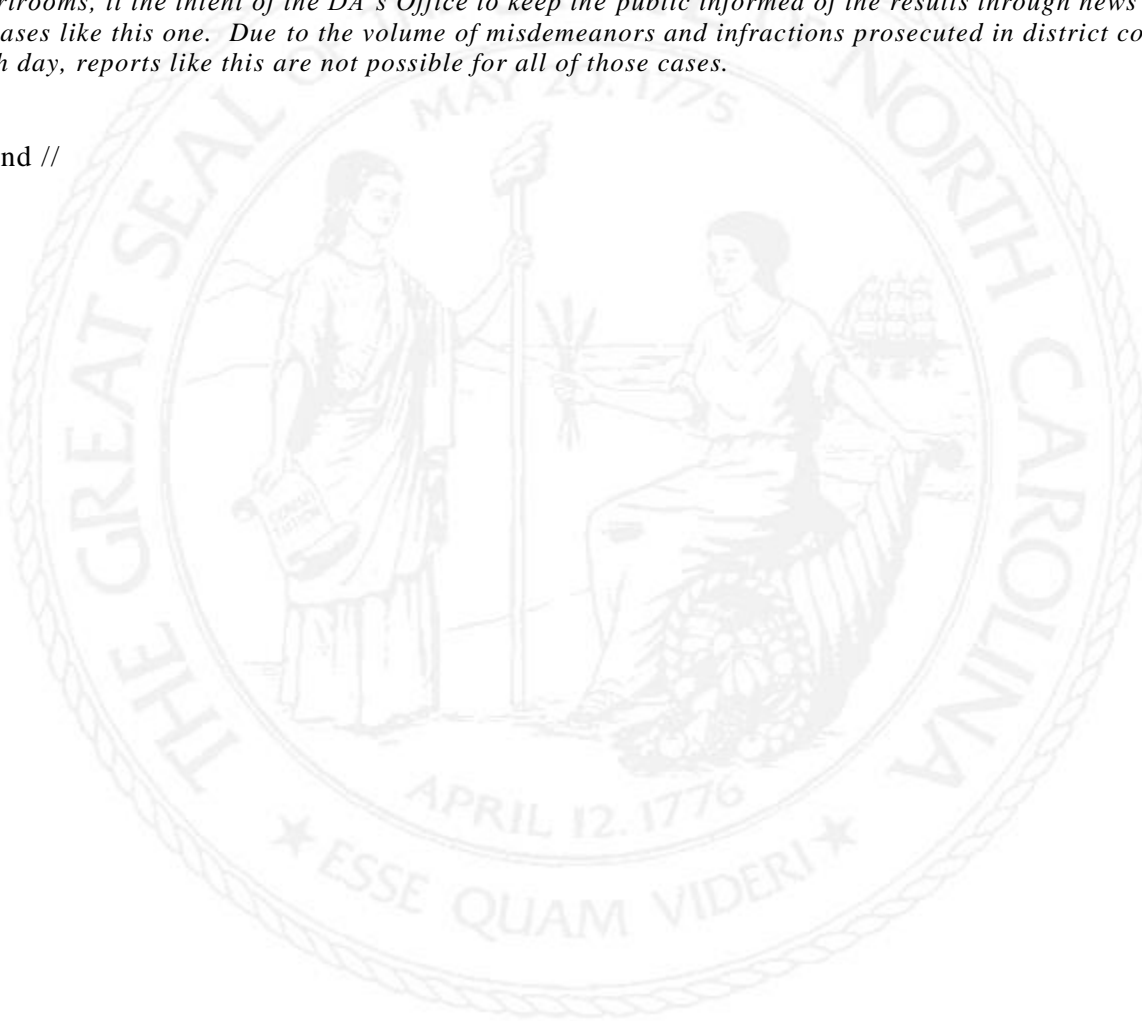 rtrooms, it the intent of the DA's Office to keep the public informed of the results through news
ases like this one. Due to the volume of misdemeanors and infractions prosecuted in district co
h day, reports like this are not possible for all of those cases.
nd //
THE GREAT SEAL OF NORTH CAROLINA
MAY 20. 1775
APRIL 12. 1776
★ ESSE QUAM VIDERI ★